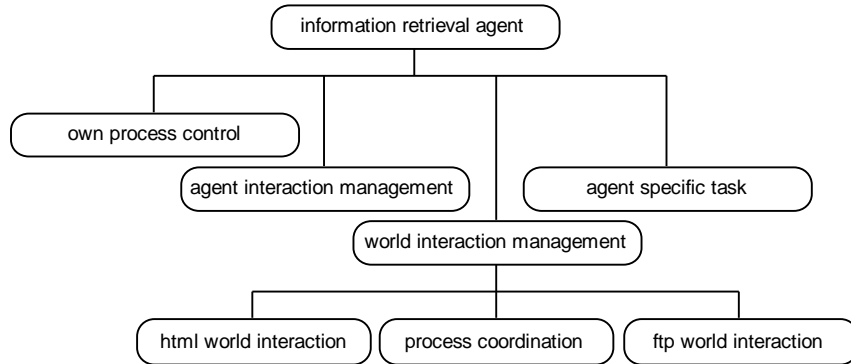 information retrieval agent
own process control
agent interaction management
agent specific task
world interaction management
html world interaction
process coordination
ftp world interaction